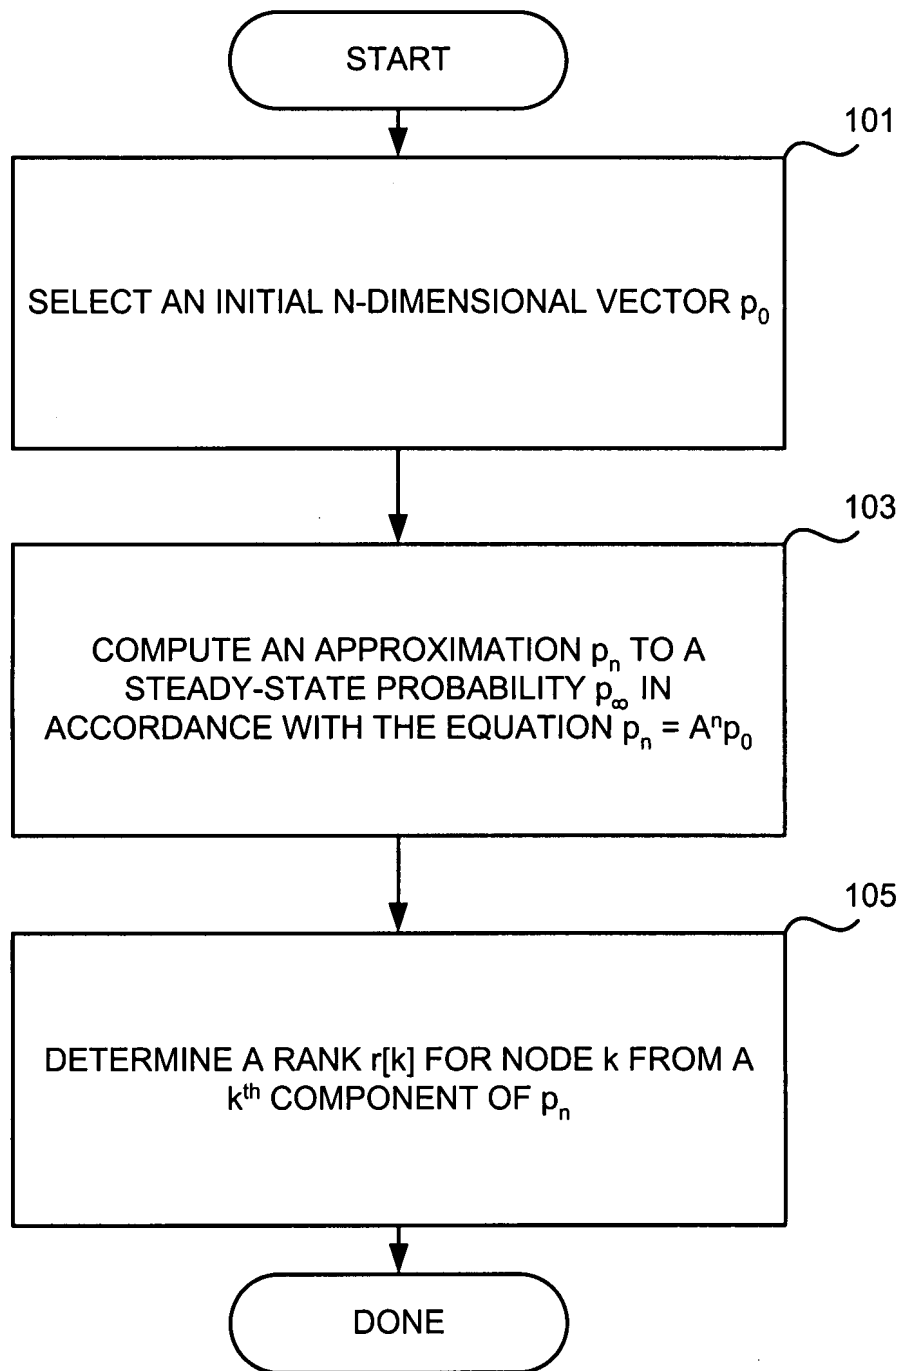 START
101
SELECT AN INITIAL N-DIMENSIONAL VECTOR p₀
103
COMPUTE AN APPROXIMATION pₙ TO A
STEADY-STATE PROBABILITY p∞ IN
ACCORDANCE WITH THE EQUATION pₙ = Aⁿp₀
105
DETERMINE A RANK r[k] FOR NODE k FROM A
kᵗʰ COMPONENT OF pₙ
DONE